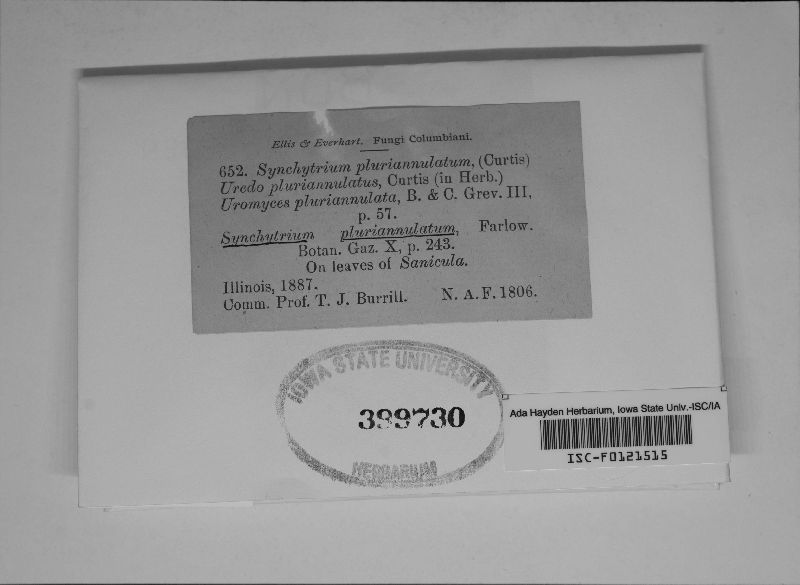 Ellis & Everhart, Fungi Columbiani.
652. Synchytrium pluriannulatum, (Curtis)
Uredo pluriannulatus, Curtis (in Herb.)
Uromyces pluriannulata, B. & C. Grev. III,
p. 57.
Synchytrium pluriannulatum, Farlow.
Botan. Gaz. X, p. 243.
On leaves of Sanicula.
Illinois, 1887.
Comm. Prof. T. J. Burrill. N. A. F. 1806.
IOWA STATE UNIVERSITY
399730
HERBARIUM
Ada Hayden Herbarium, Iowa State Univ.-ISC/IA
ISC-F0121515